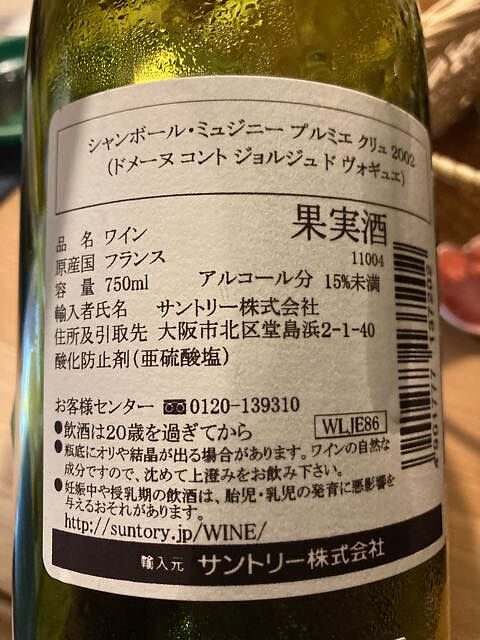 シャンボール・ミュジニー プルミエ クリュ 2002
(ドメーヌ コント ジョルジュ ド ヴォギュエ)
果実酒
品 名 ワイン
原産国 フランス
11004
容 量 750ml
アルコール分 15%未満
輸入者氏名 サントリー株式会社
住所及引取先 大阪市北区堂島浜2-1-40
酸化防止剤(亜硫酸塩)
お客様センター 0120-139310
WLJE86
●飲酒は20歳を過ぎてから
●瓶底にオリや結晶が出る場合があります。ワインの自然な
成分ですので、沈めて上澄みをお飲み下さい。
●妊娠中や授乳期の飲酒は、胎児・乳児の発育に悪影響を
与えるおそれがあります。
http://suntory.jp/WINE/
輸入元 サントリー株式会社